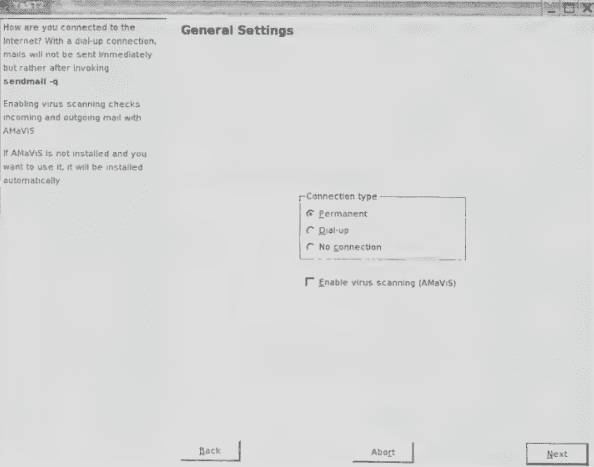 YaST2
How are you connected to the
Internet? With a dial-up connection,
mails will not be sent immediately
but rather after invoking
sendmail -q
Enabling virus scanning checks
incoming and outgoing mail with
AMaViS
If AMaViS is not installed and you
want to use it, it will be installed
automatically
General Settings
Connection type
Permanent
Dial-up
No connection
Enable virus scanning (AMaViS)
Back
Abort
Next